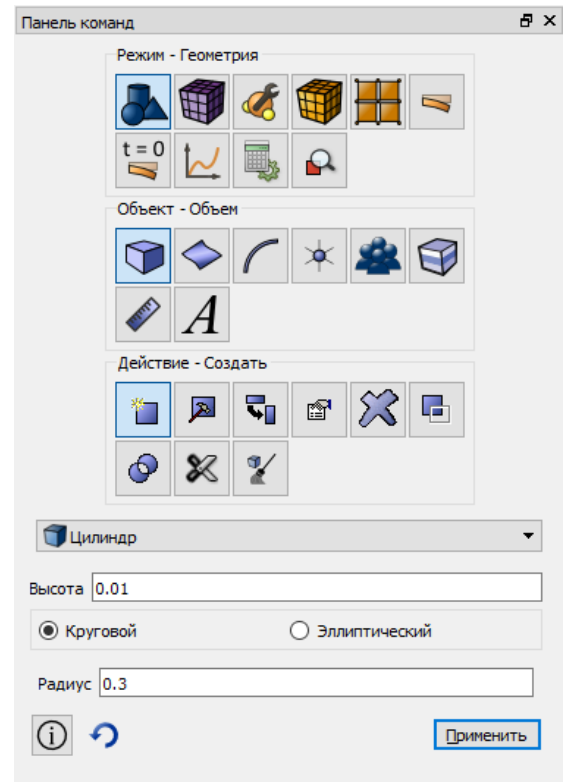 Панель команд
Режим - Геометрия
t = 0
Объект - Объем
A
Действие - Создать
Цилиндр
Высота 0.01
Круговой Эллиптический
Радиус 0.3
Применить